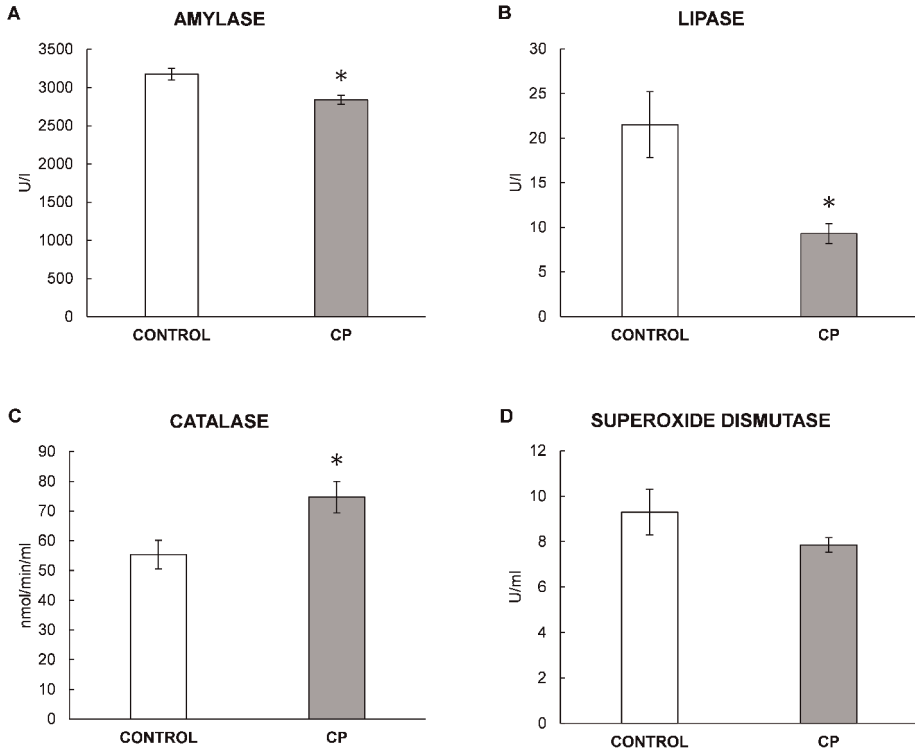 A
AMYLASE
3500
3000
2500
2000
1500
1000
500
0
U/l
*
CONTROL
CP
B
LIPASE
30
25
20
15
10
5
0
U/l
*
CONTROL
CP
C
CATALASE
90
80
70
60
50
40
30
20
10
0
nmol/min/ml
*
CONTROL
CP
D
SUPEROXIDE DISMUTASE
12
10
8
6
4
2
0
U/ml
CONTROL
CP